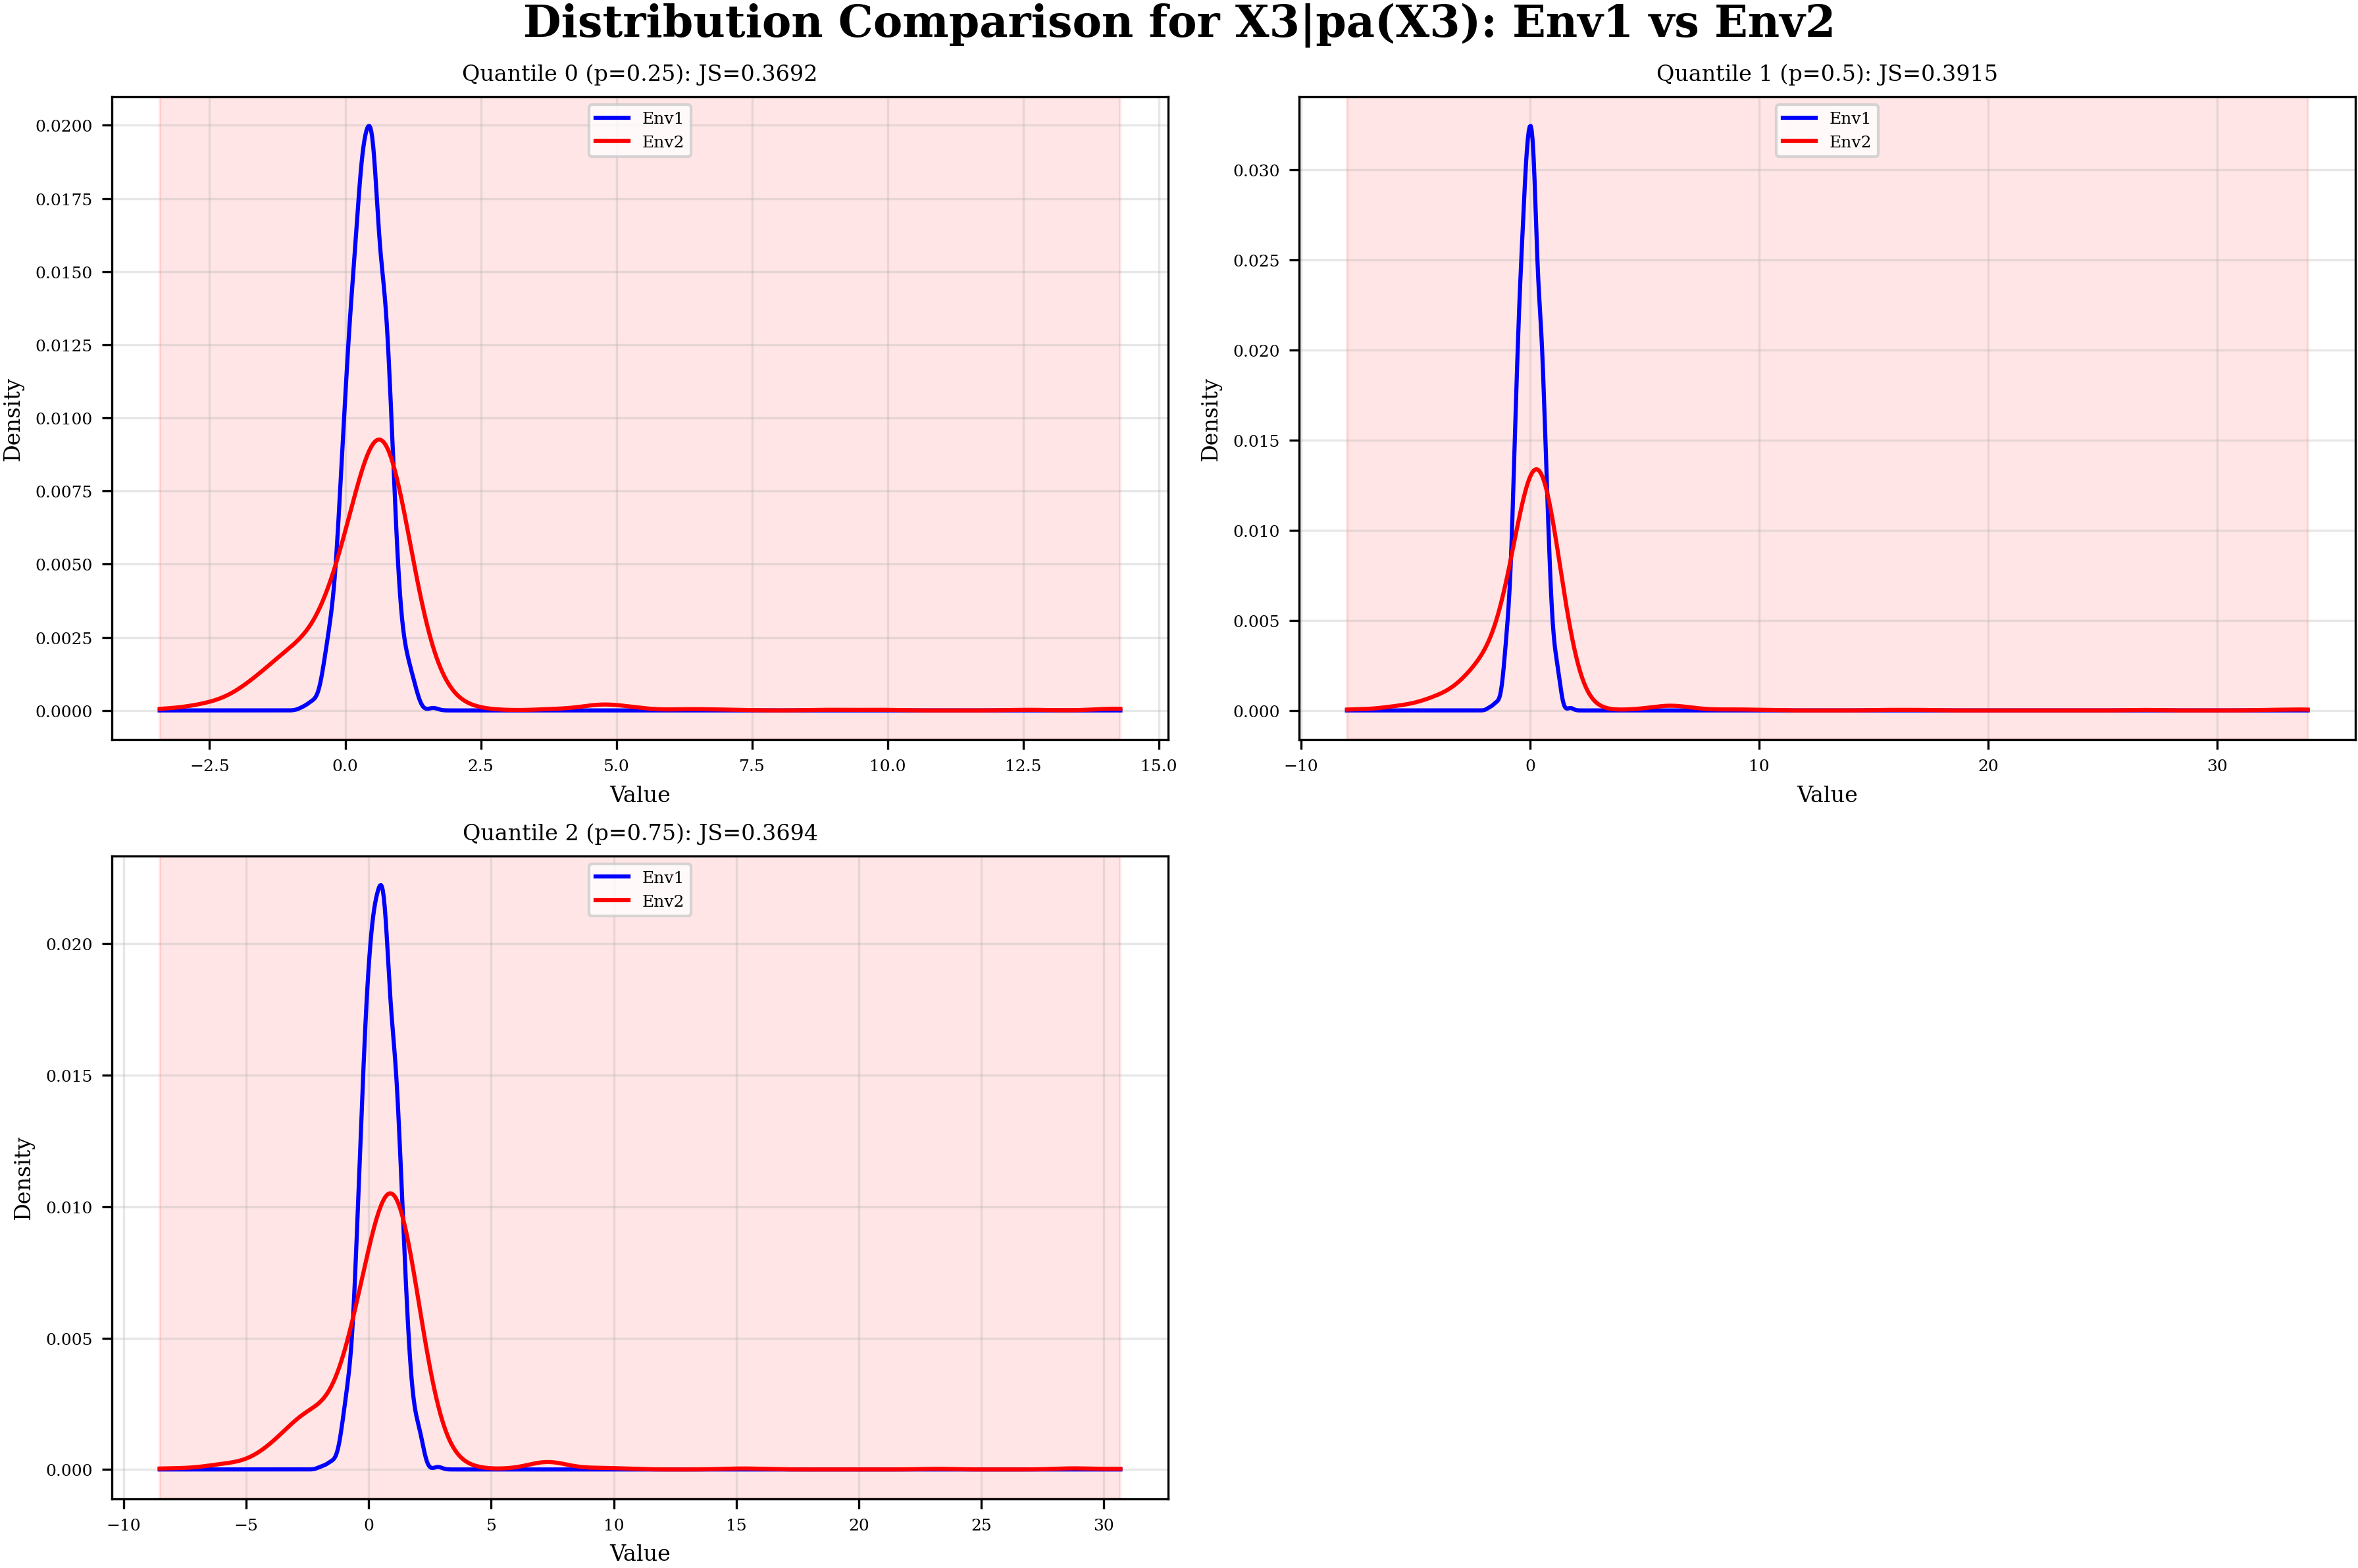 Distribution Comparison for X3|pa(X3): Env1 vs Env2
Quantile 0 (p=0.25): JS=0.3692
Env1
Env2
Density
0.0200
0.0175
0.0150
0.0125
0.0100
0.0075
0.0050
0.0025
0.0000
−2.5 0.0 2.5 5.0 7.5 10.0 12.5 15.0
Value
Quantile 1 (p=0.5): JS=0.3915
Env1
Env2
Density
0.030
0.025
0.020
0.015
0.010
0.005
0.000
−10 0 10 20 30
Value
Quantile 2 (p=0.75): JS=0.3694
Env1
Env2
Density
0.020
0.015
0.010
0.005
0.000
−10 −5 0 5 10 15 20 25 30
Value